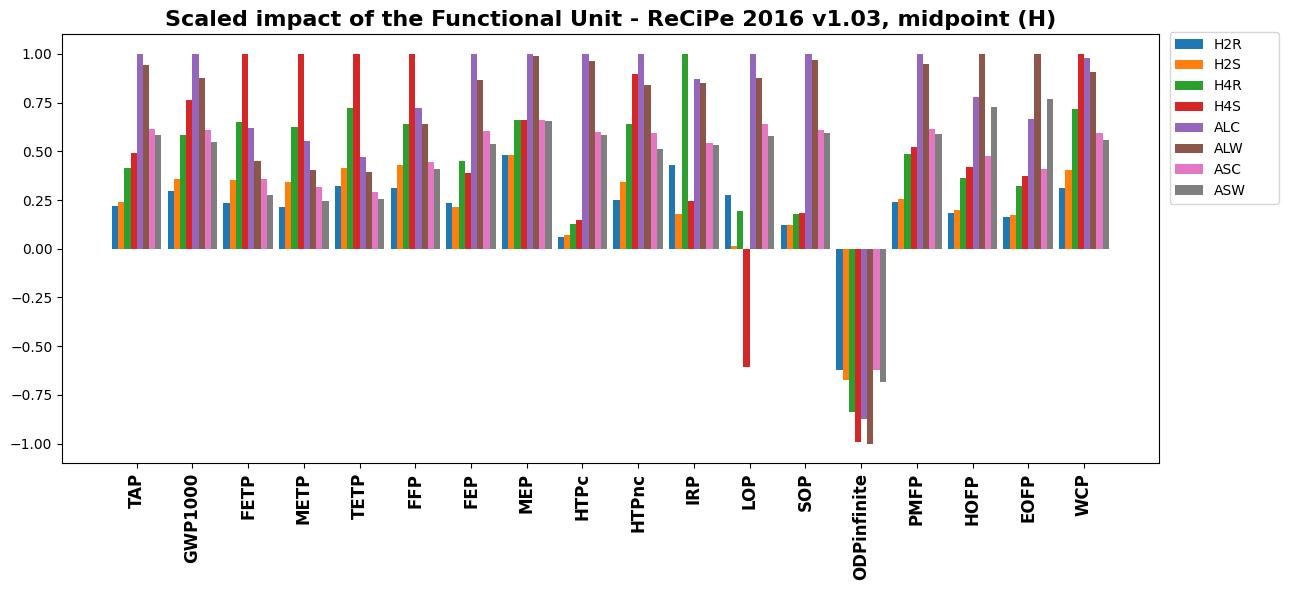 Scaled impact of the Functional Unit - ReCiPe 2016 v1.03, midpoint (H)
1.00
0.75
0.50
0.25
0.00
−0.25
−0.50
−0.75
−1.00
TAP
GWP1000
FETP
METP
TETP
FFP
FEP
MEP
HTPc
HTPnc
IRP
LOP
SOP
ODPinfinite
PMFP
HOFP
EOFP
WCP
H2R
H2S
H4R
H4S
ALC
ALW
ASC
ASW